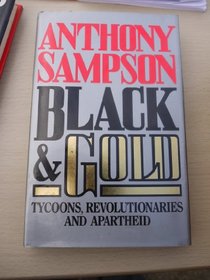 ANTHONY
SAMPSON
BLACK
& GOLD
TYCOONS, REVOLUTIONARIES
AND APARTHEID